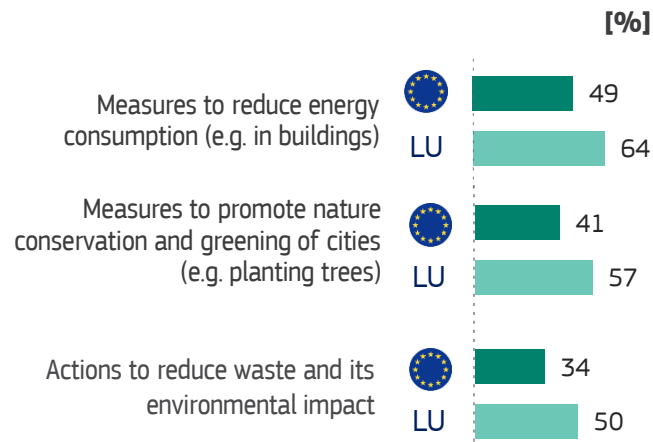 [%]
Measures to reduce energy
consumption (e.g. in buildings)
49
LU
64
Measures to promote nature
conservation and greening of cities
(e.g. planting trees)
41
LU
57
Actions to reduce waste and its
environmental impact
34
LU
50